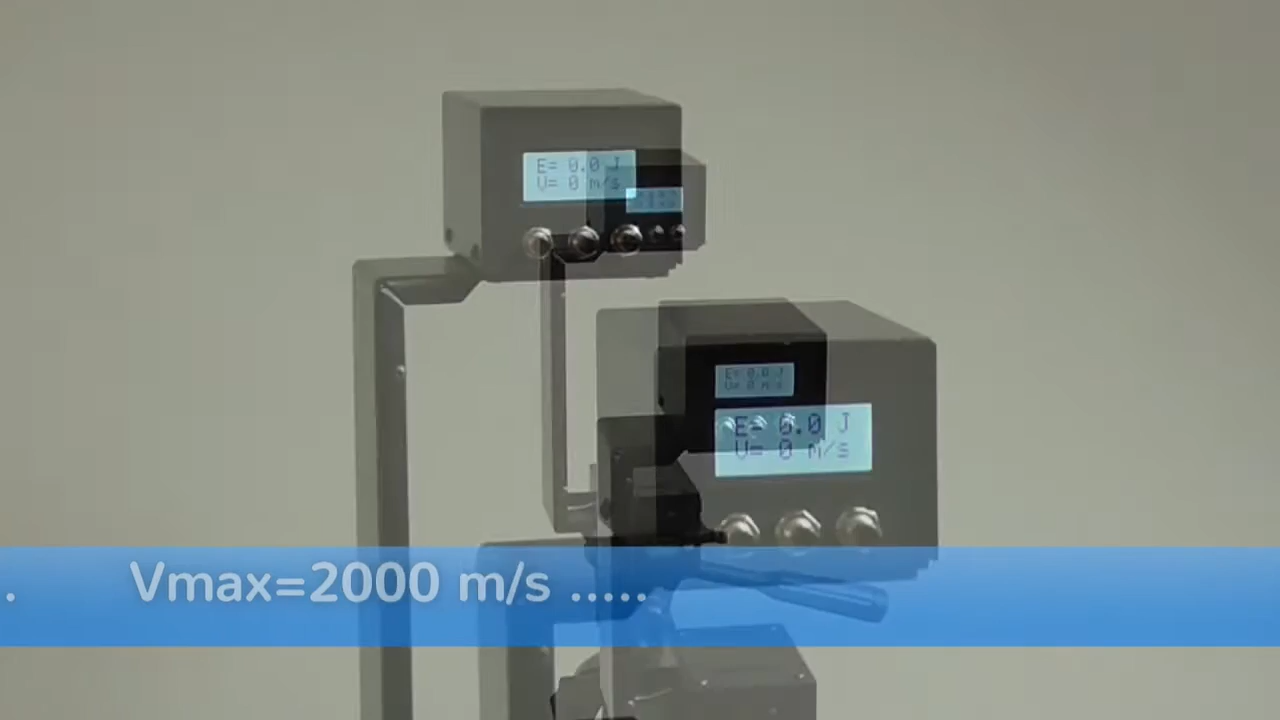 E= 0.0 J
V= 0 m/s
E= 0.0 J
V= 0 m/s
E= 0.0 J
V= 0 m/s
. Vmax=2000 m/s .....